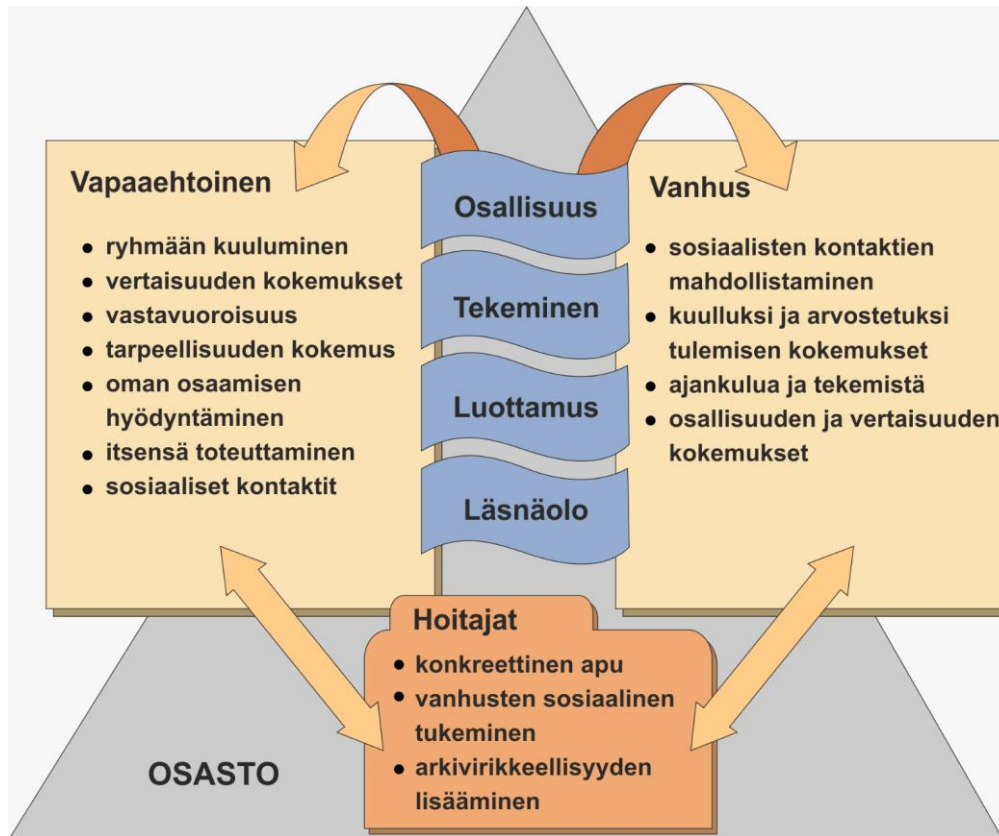 Vapaaehtoinen
ryhmään kuuluminen
vertaisuuden kokemukset
vastavuoroisuus
tarpeellisuuden kokemus
oman osaamisen
hyödyntäminen
itsensä toteuttaminen
sosiaaliset kontaktit
Osallisuus
Tekeminen
Luottamus
Läsnäolo
Vanhus
sosiaalisten kontaktien
mahdollistaminen
kuulluksi ja arvostetuksi
tulemisen kokemukset
ajankulua ja tekemistä
osallisuuden ja vertaisuuden
kokemukset
Hoitajat
konkreettinen apu
vanhusten sosiaalinen
tukeminen
arkivirikkeellisyyden
lisääminen
OSASTO